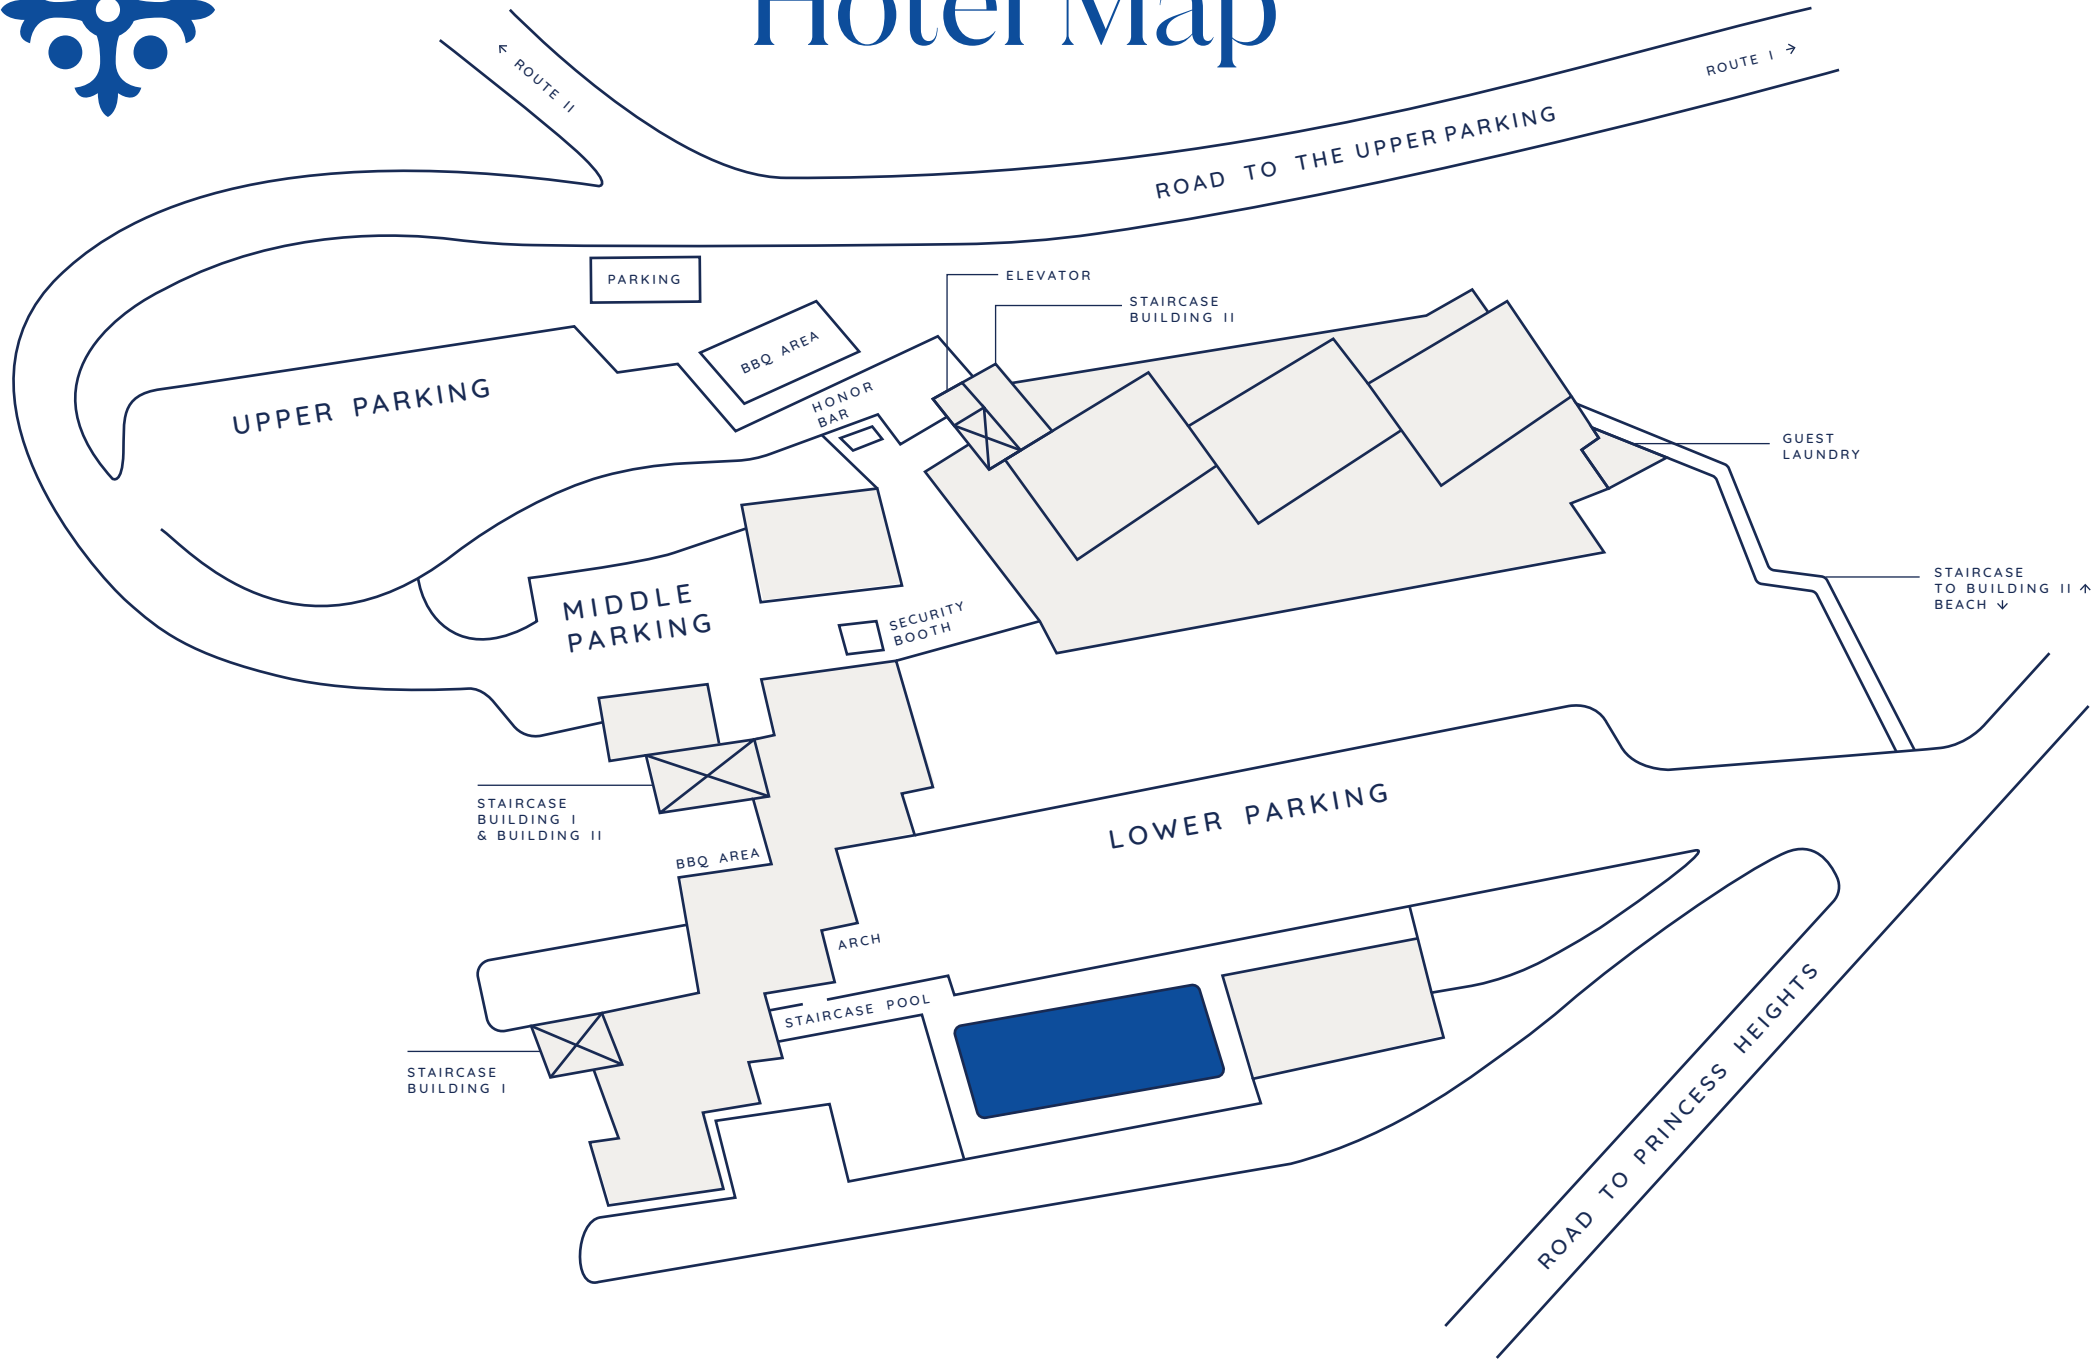 Hotel Map
← ROUTE II
ROUTE I →
ROAD TO THE UPPER PARKING
PARKING
ELEVATOR
STAIRCASE
BUILDING II
BBQ AREA
HONOR
BAR
UPPER PARKING
GUEST
LAUNDRY
STAIRCASE
TO BUILDING II ↑
BEACH ↓
MIDDLE
PARKING
SECURITY
BOOTH
STAIRCASE
BUILDING I
& BUILDING II
LOWER PARKING
BBQ AREA
ARCH
STAIRCASE POOL
STAIRCASE
BUILDING I
ROAD TO PRINCESS HEIGHTS